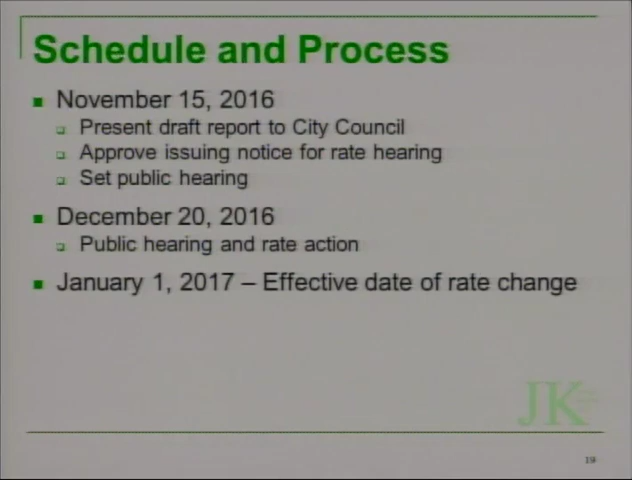 Schedule and Process
November 15, 2016
Present draft report to City Council
Approve issuing notice for rate hearing
Set public hearing
December 20, 2016
Public hearing and rate action
January 1, 2017 – Effective date of rate change
JK
19